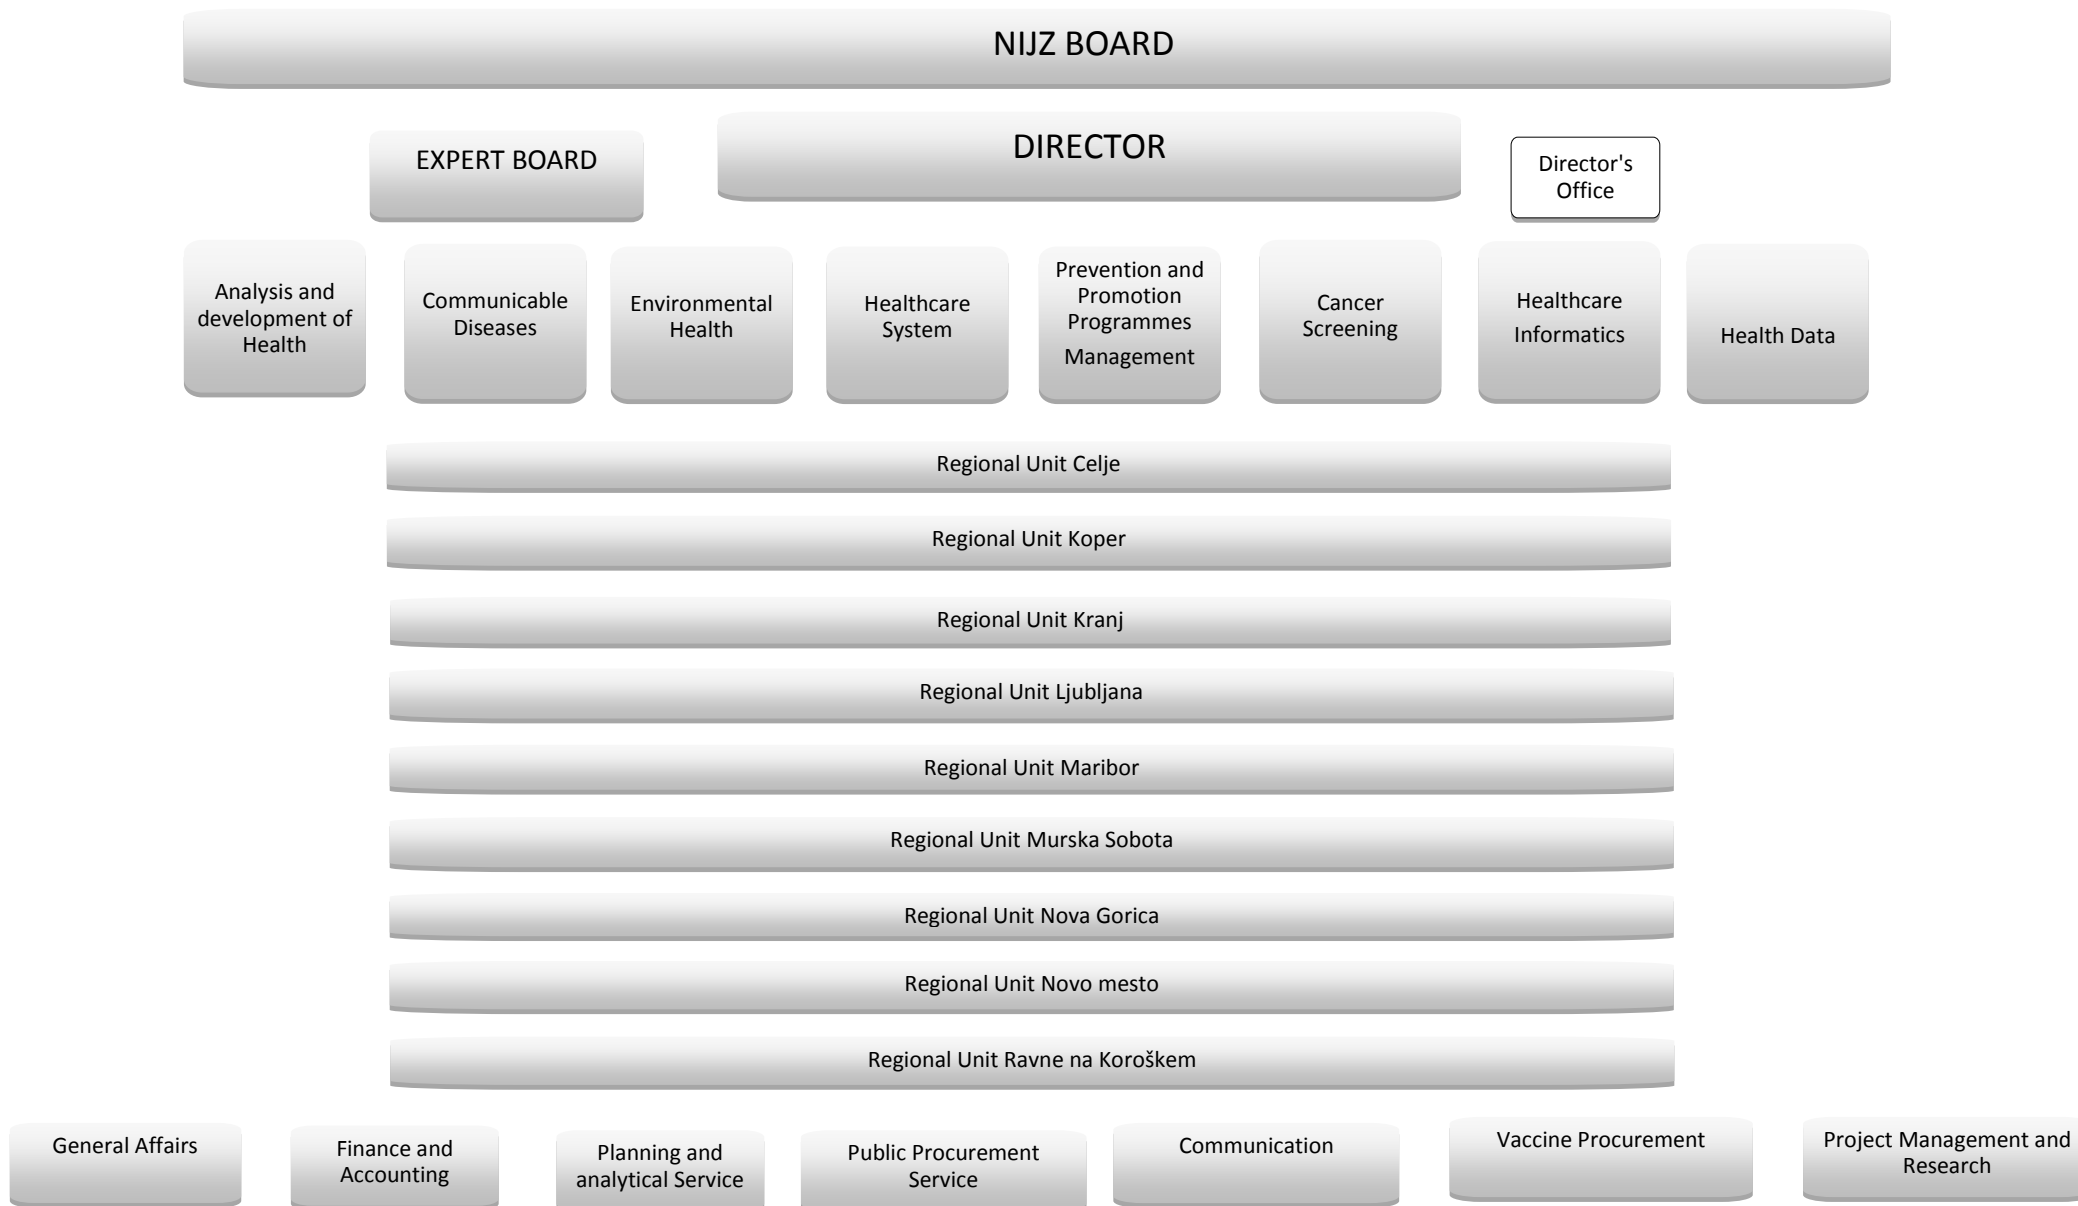 NIJZ BOARD
EXPERT BOARD
DIRECTOR
Director's
Office
Analysis and
development of
Health
Communicable
Diseases
Environmental
Health
Healthcare
System
Prevention and
Promotion
Programmes
Management
Cancer
Screening
Healthcare
Informatics
Health Data
Regional Unit Celje
Regional Unit Koper
Regional Unit Kranj
Regional Unit Ljubljana
Regional Unit Maribor
Regional Unit Murska Sobota
Regional Unit Nova Gorica
Regional Unit Novo mesto
Regional Unit Ravne na Koroškem
General Affairs
Finance and
Accounting
Planning and
analytical Service
Public Procurement
Service
Communication
Vaccine Procurement
Project Management and
Research